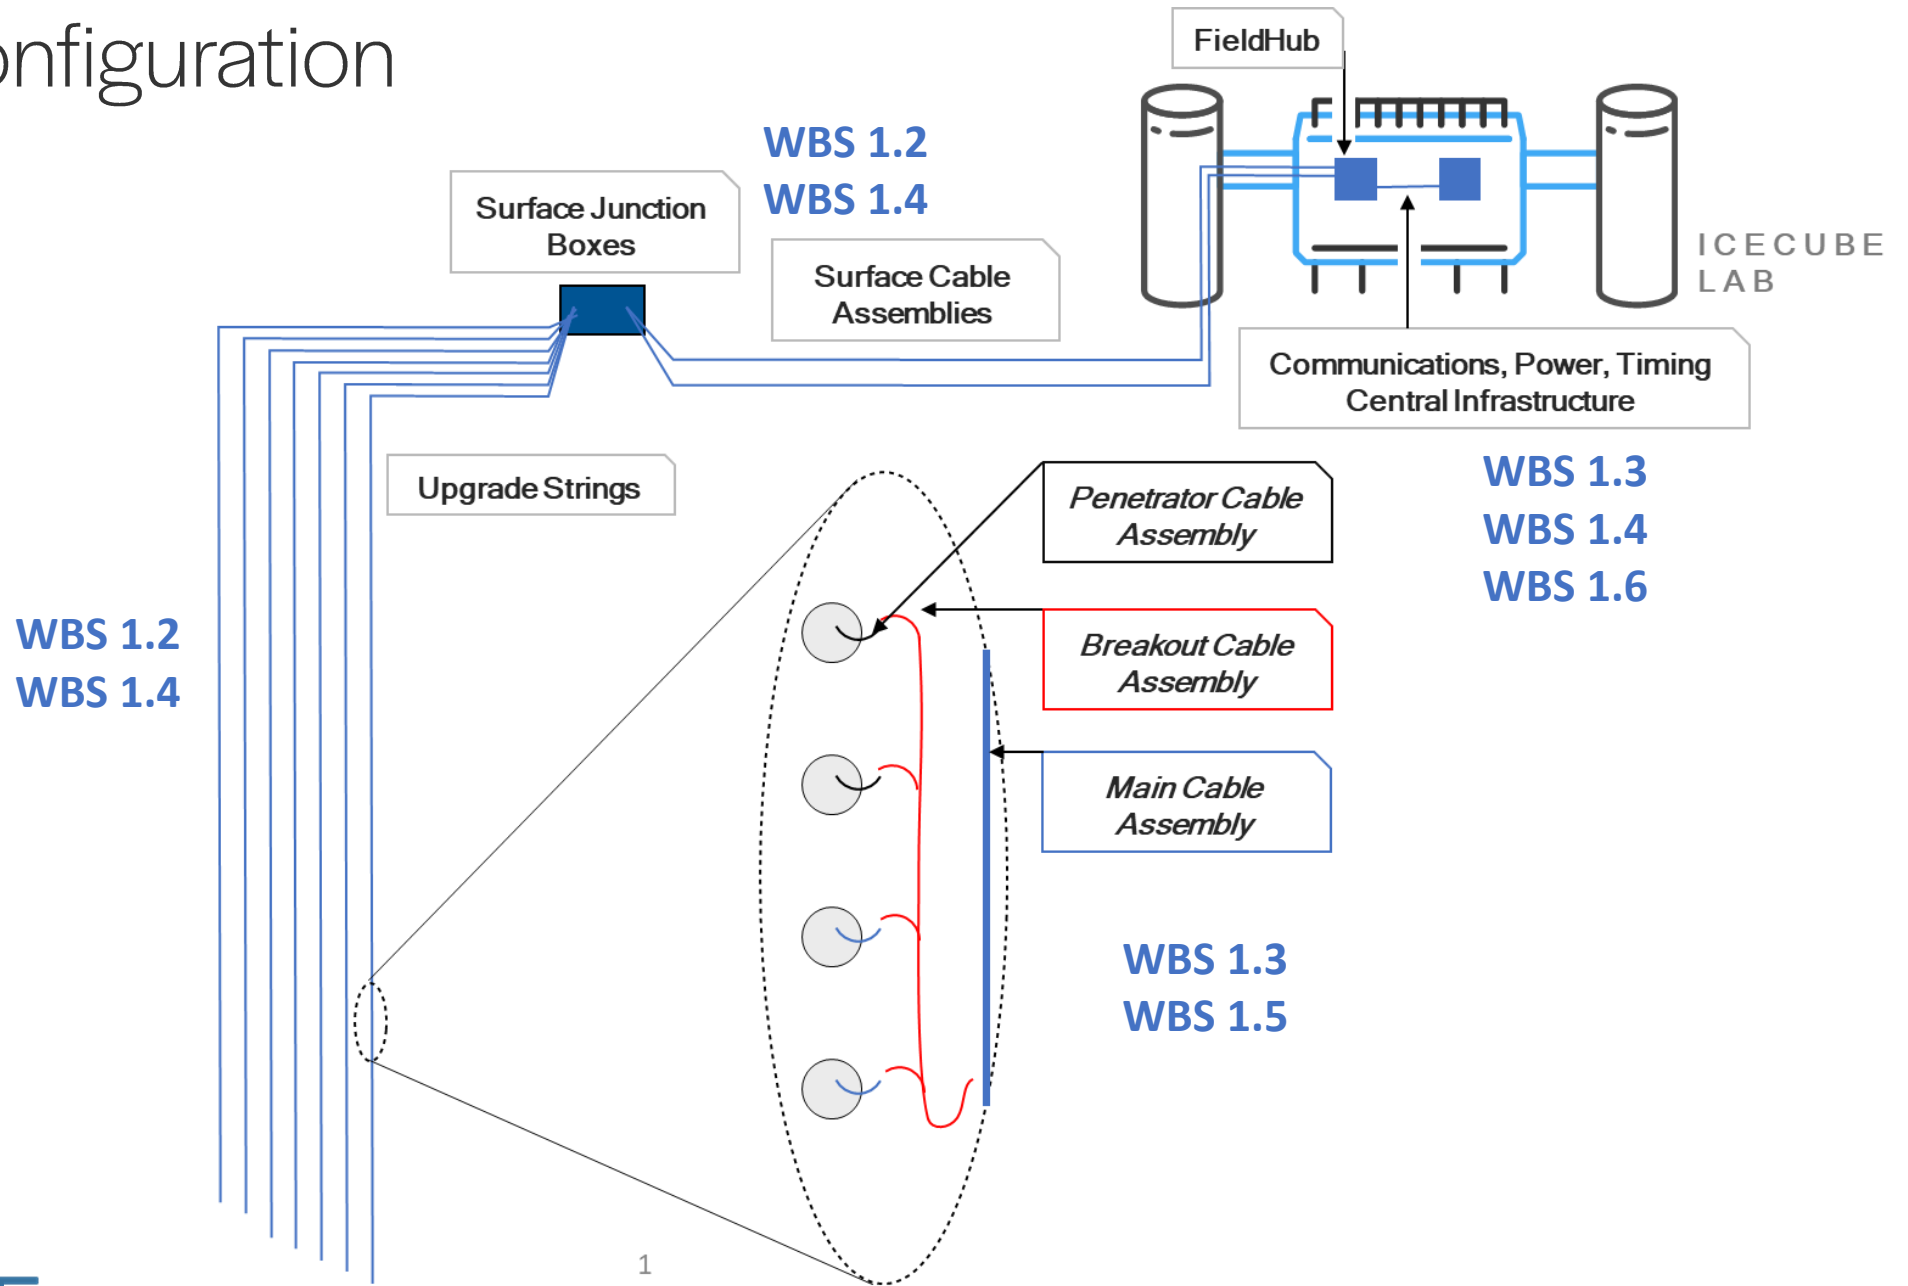 onfiguration
FieldHub
WBS 1.2
WBS 1.4
Surface Junction
Boxes
Surface Cable
Assemblies
ICECUBE
LAB
Communications, Power, Timing
Central Infrastructure
Upgrade Strings
Penetrator Cable
Assembly
WBS 1.3
WBS 1.4
WBS 1.6
WBS 1.2
WBS 1.4
Breakout Cable
Assembly
Main Cable
Assembly
WBS 1.3
WBS 1.5
1